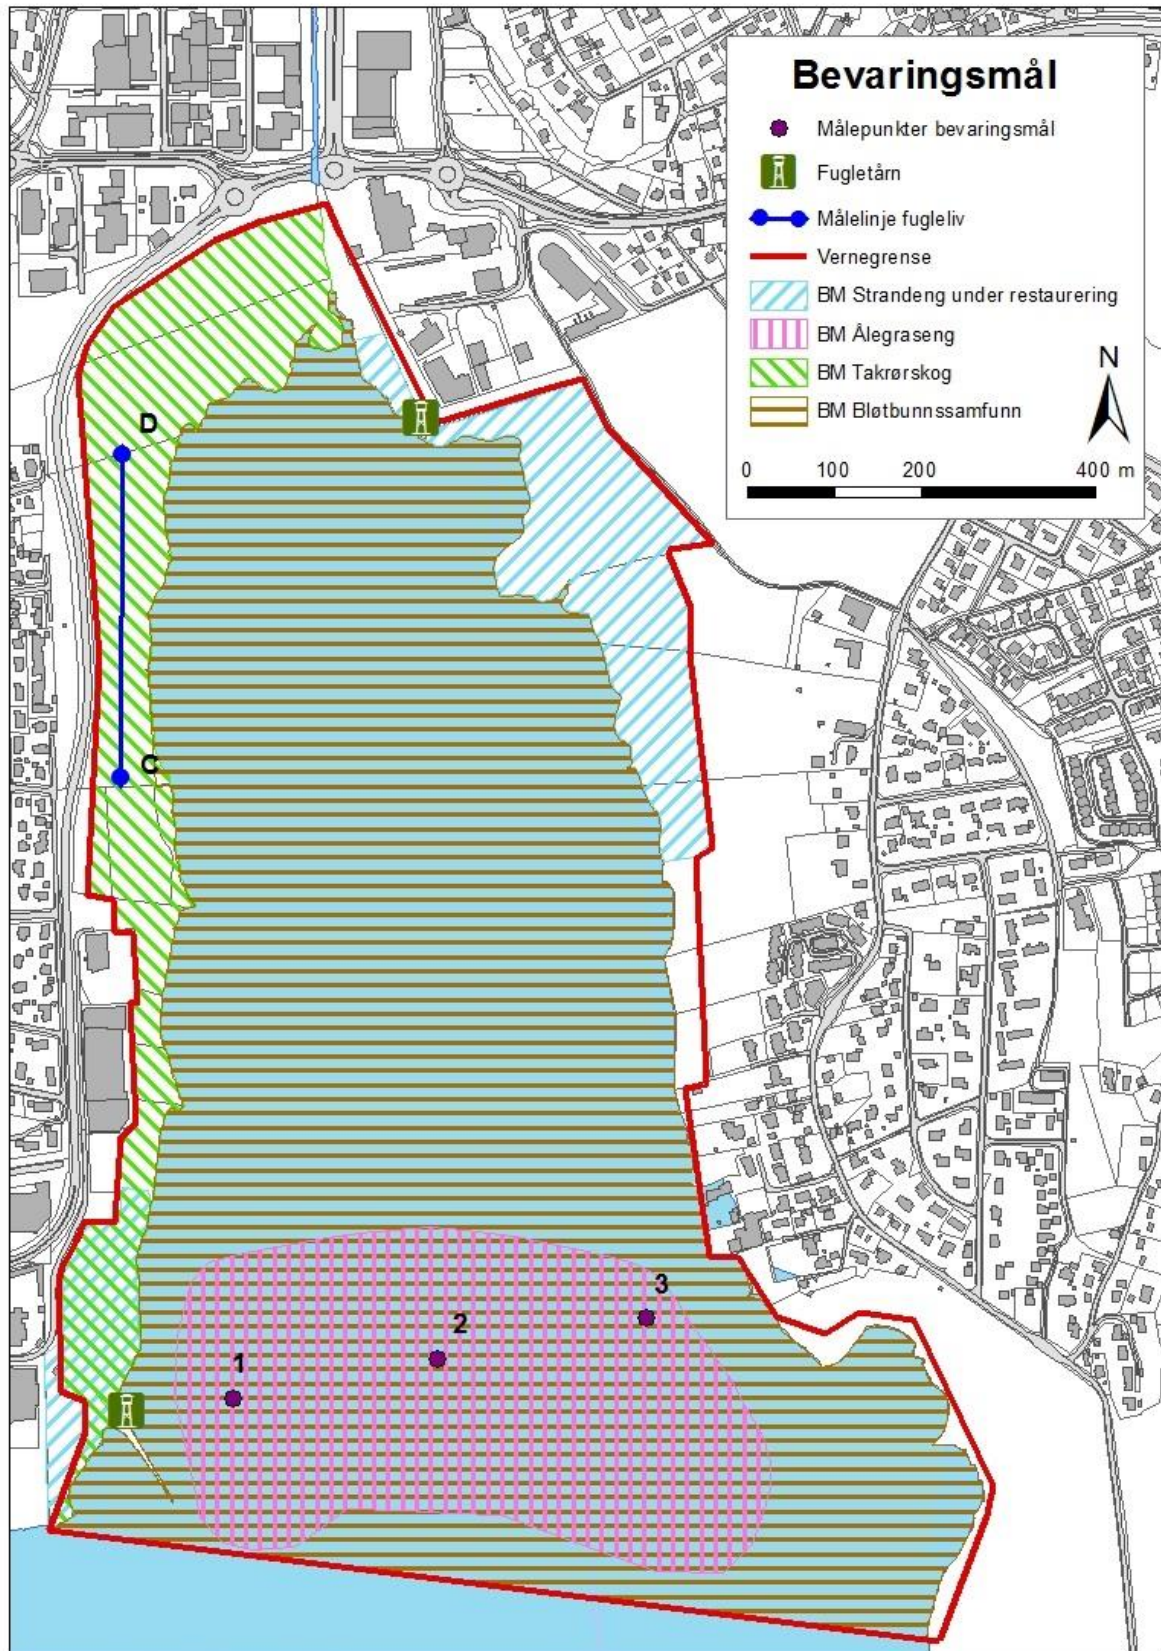 Bevaringsmål
Målepunkter bevaringsmål
Fugletårn
Målelinje fugleliv
Vernegrense
BM Strandeng under restaurering
BM Ålegraseng
BM Takrørskog
BM Bløtbunnssamfunn
N
0 100 200 400 m
D
C
3
2
1